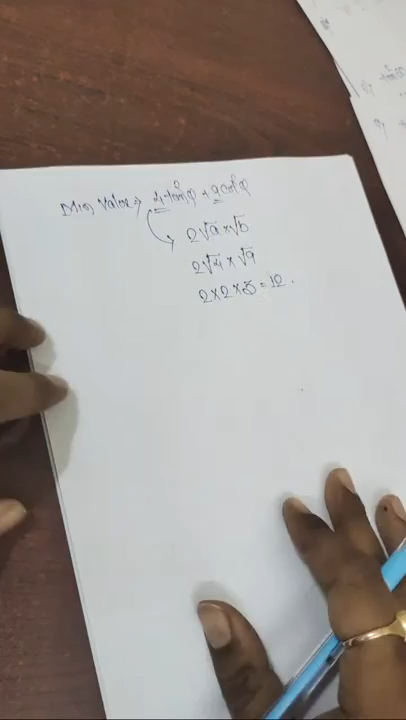 Min Value ⇒ 4 tan²θ + 9 cot²θ
2√a × √b
2√4 × √9
2×2×3 = 12.